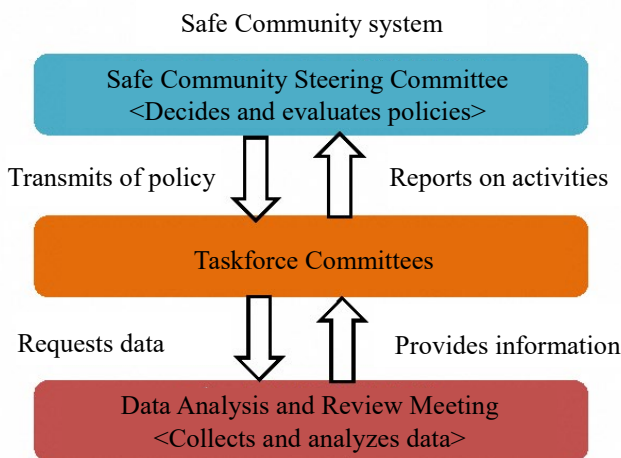 Safe Community system
Safe Community Steering Committee
<Decides and evaluates policies>
Transmits of policy
Reports on activities
Taskforce Committees
Requests data
Provides information
Data Analysis and Review Meeting
<Collects and analyzes data>